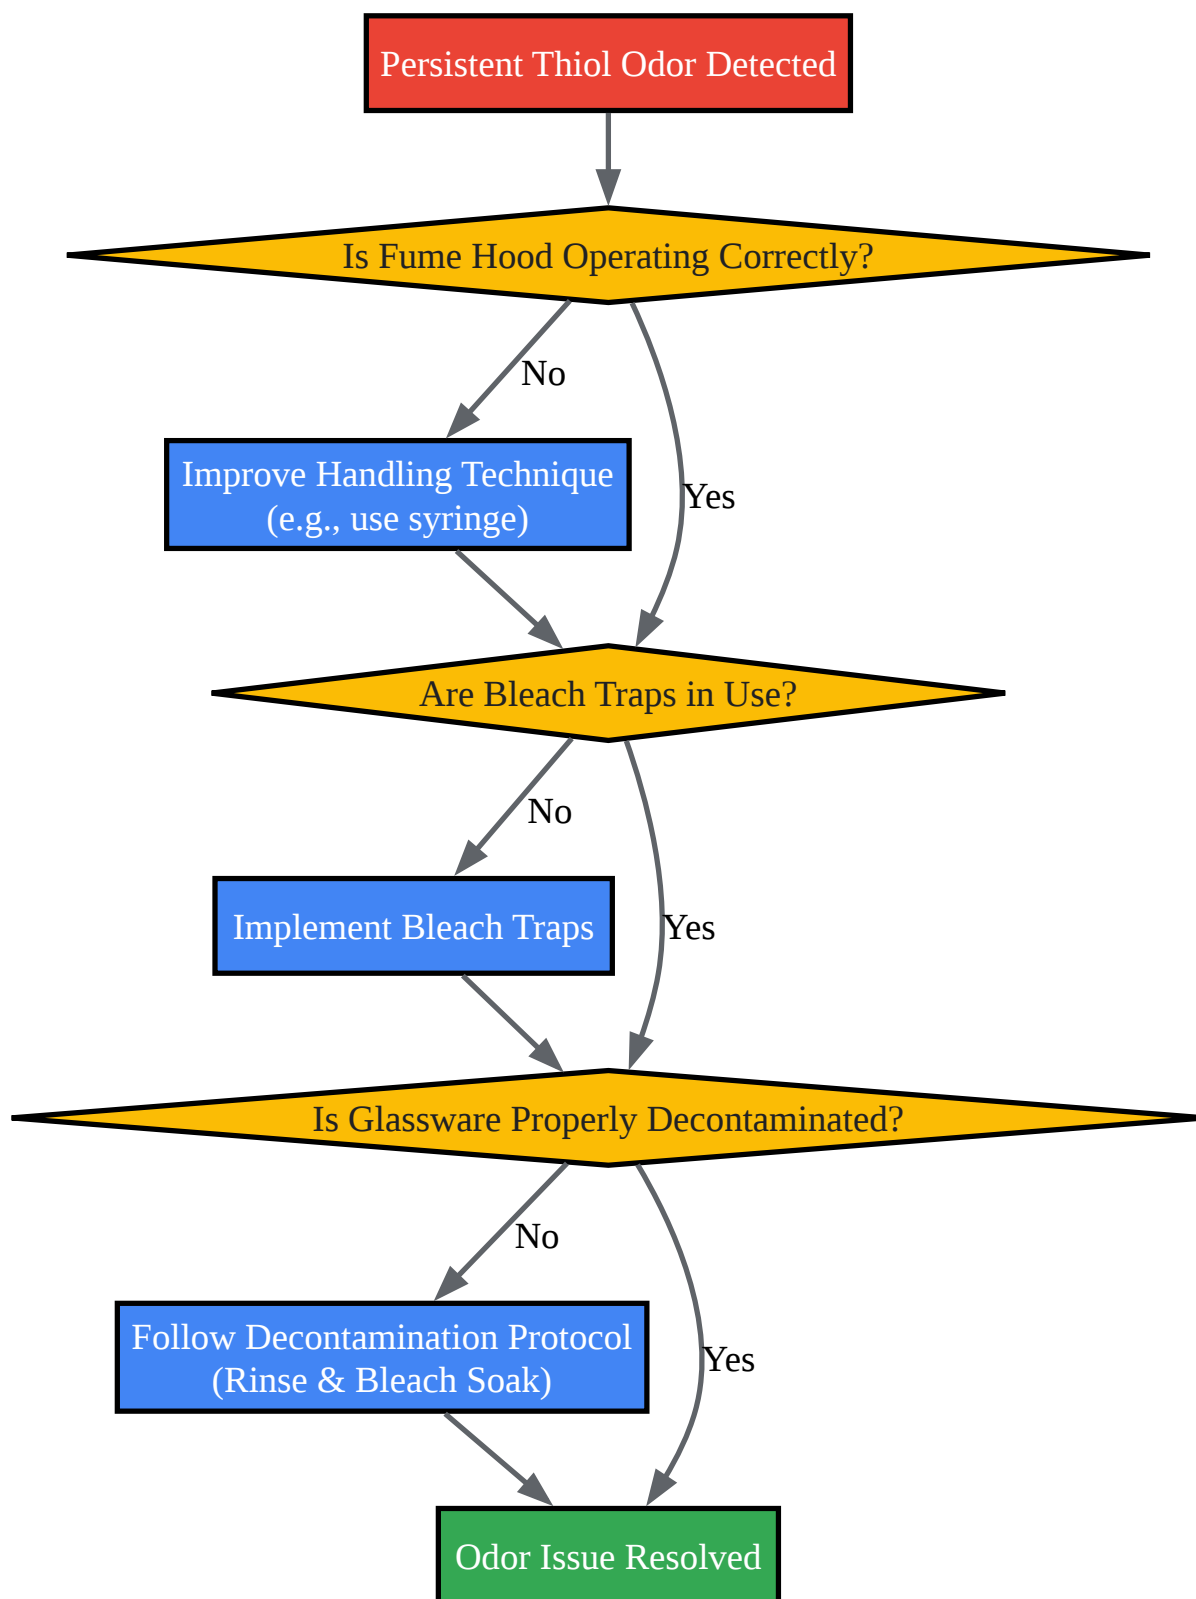 Persistent Thiol Odor Detected
Is Fume Hood Operating Correctly?
No
Improve Handling Technique
(e.g., use syringe)
Yes
Are Bleach Traps in Use?
No
Implement Bleach Traps
Yes
Is Glassware Properly Decontaminated?
No
Follow Decontamination Protocol
(Rinse & Bleach Soak)
Yes
Odor Issue Resolved